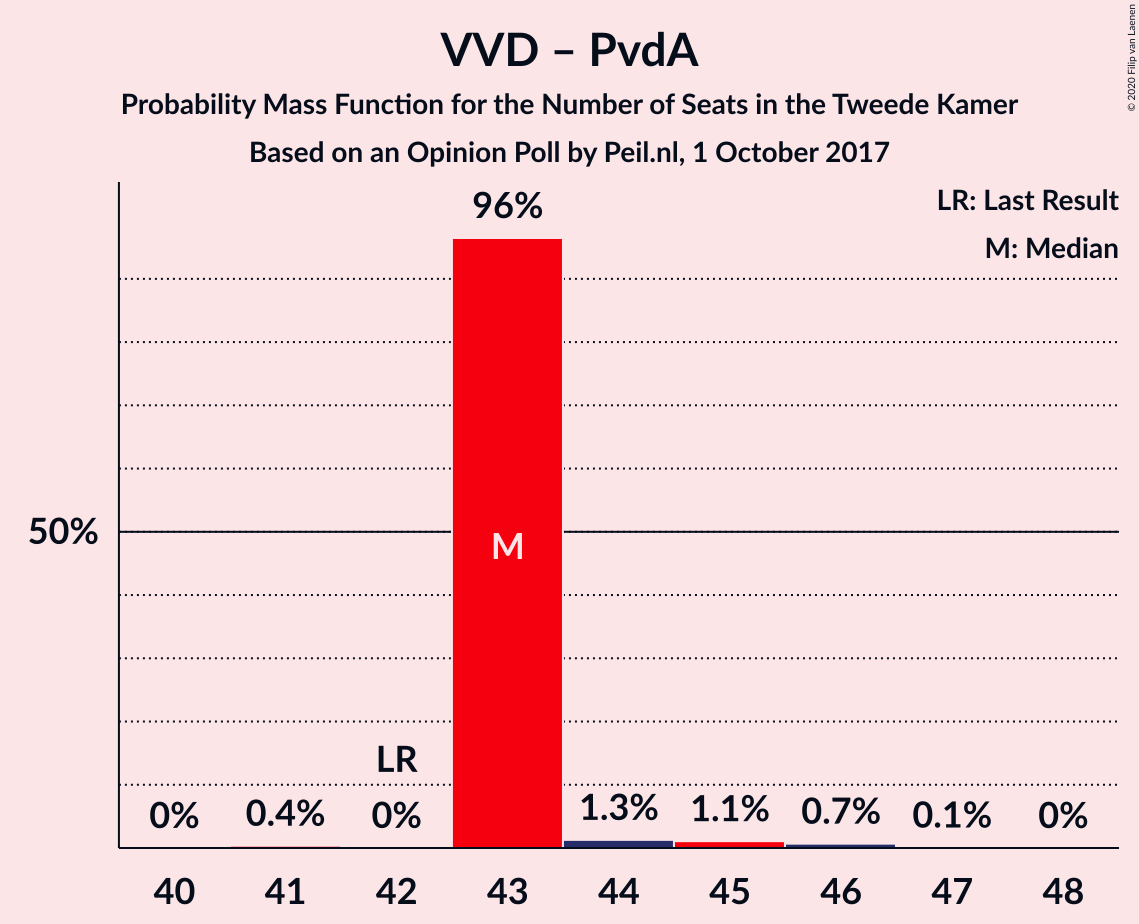 VVD – PvdA
Probability Mass Function for the Number of Seats in the Tweede Kamer
Based on an Opinion Poll by Peil.nl, 1 October 2017
© 2020 Filip van Laenen
LR: Last Result
M: Median
96%
50%
M
LR
0% 0.4% 0% 1.3% 1.1% 0.7% 0.1% 0%
40 41 42 43 44 45 46 47 48